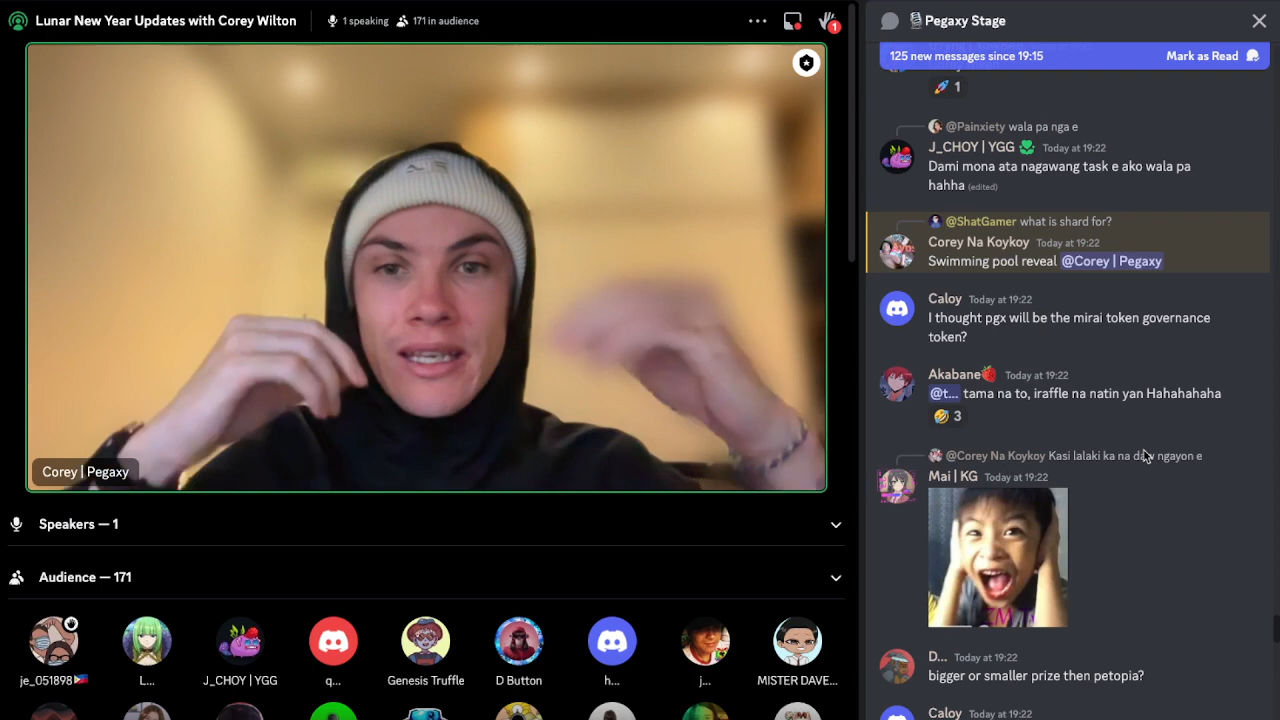 Lunar New Year Updates with Corey Wilton
1 speaking
171 in audience
1
Corey | Pegaxy
Speakers — 1
Audience — 171
je_051898
L...
J_CHOY | YGG
q...
Genesis Truffle
D Button
h...
j...
MISTER DAVE...
Pegaxy Stage
125 new messages since 19:15
Mark as Read
1
@Painxiety wala pa nga e
J_CHOY | YGG Today at 19:22
Dami mona ata nagawang task e ako wala pa
hahha (edited)
@ShatGamer what is shard for?
Corey Na Koykoy Today at 19:22
Swimming pool reveal @Corey | Pegaxy
Caloy Today at 19:22
I thought pgx will be the mirai token governance
token?
Akabane Today at 19:22
@t... tama na to, iraffle na natin yan Hahahahaha
3
@Corey Na Koykoy Kasi lalaki ka na daw ngayon e
Mai | KG Today at 19:22
D... Today at 19:22
bigger or smaller prize then petopia?
Caloy Today at 19:22